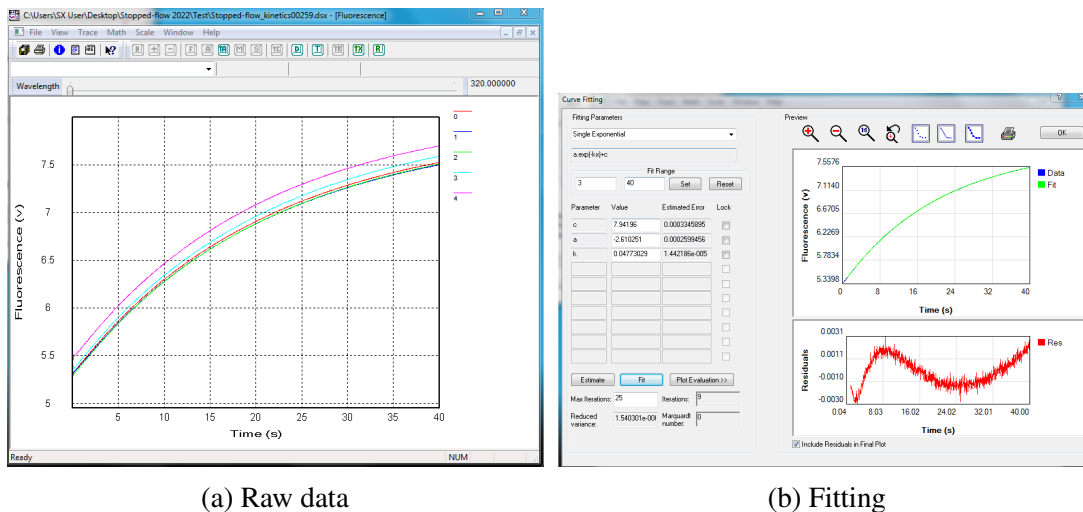 C:\Users\SX User\Desktop\Stopped-flow 2022\Test\Stopped-flow_kinetics00259.dsx - [Fluorescence]
File View Trace Math Scale Window Help
Wavelength 320.000000
Fluorescence (v)
7.5
7
6.5
6
5.5
5
5 10 15 20 25 30 35 40
Time (s)
0
1
2
3
4
Ready NUM
(a) Raw data
Curve Fitting
Fitting Parameters
Single Exponential
a.exp(-kx)+c
Fit Range
3 40 Set Reset
Parameter Value Estimated Error Lock
c 7.94196 0.0003345895
a -2.610251 0.0002599456
k 0.04773029 1.442186e-005
Estimate Fit Plot Evaluation >>
Max Iterations: 25 Iterations: 9
Reduced variance: 1.540301e-00 Marquardt number: 0
Preview
OK
Fluorescence (v)
7.5576
7.1140
6.6705
6.2269
5.7834
5.3398
0 8 16 24 32 40
Time (s)
Data
Fit
Residuals
0.0031
0.0011
-0.0010
-0.0030
0.04 8.03 16.02 24.02 32.01 40.00
Time (s)
Res
Include Residuals in Final Plot
(b) Fitting